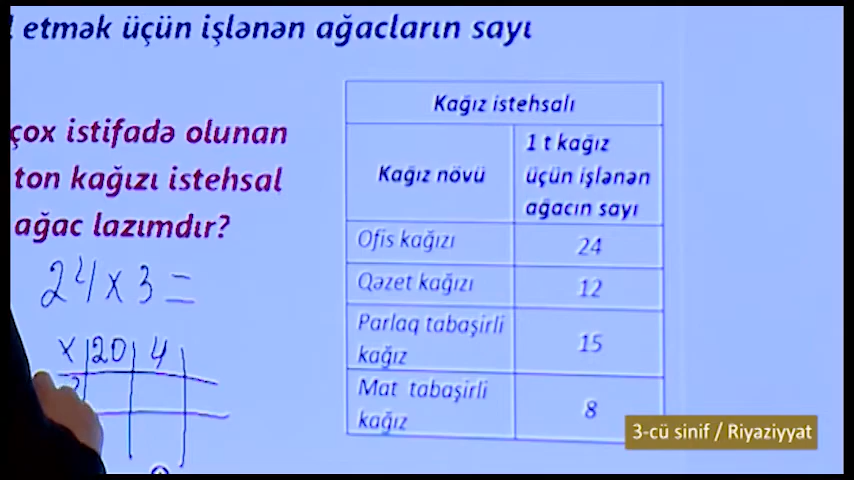 etmək üçün işlənən ağacların sayı
çox istifadə olunan
ton kağızı istehsal
ağac lazımdır?
24 x 3 =
x 20 4
Kağız istehsalı
Kağız növü
1 t kağız
üçün işlənən
ağacın sayı
Ofis kağızı 24
Qəzet kağızı 12
Parlaq tabaşirli
kağız
15
Mat tabaşirli
kağız
8
3-cü sinif / Riyaziyyat